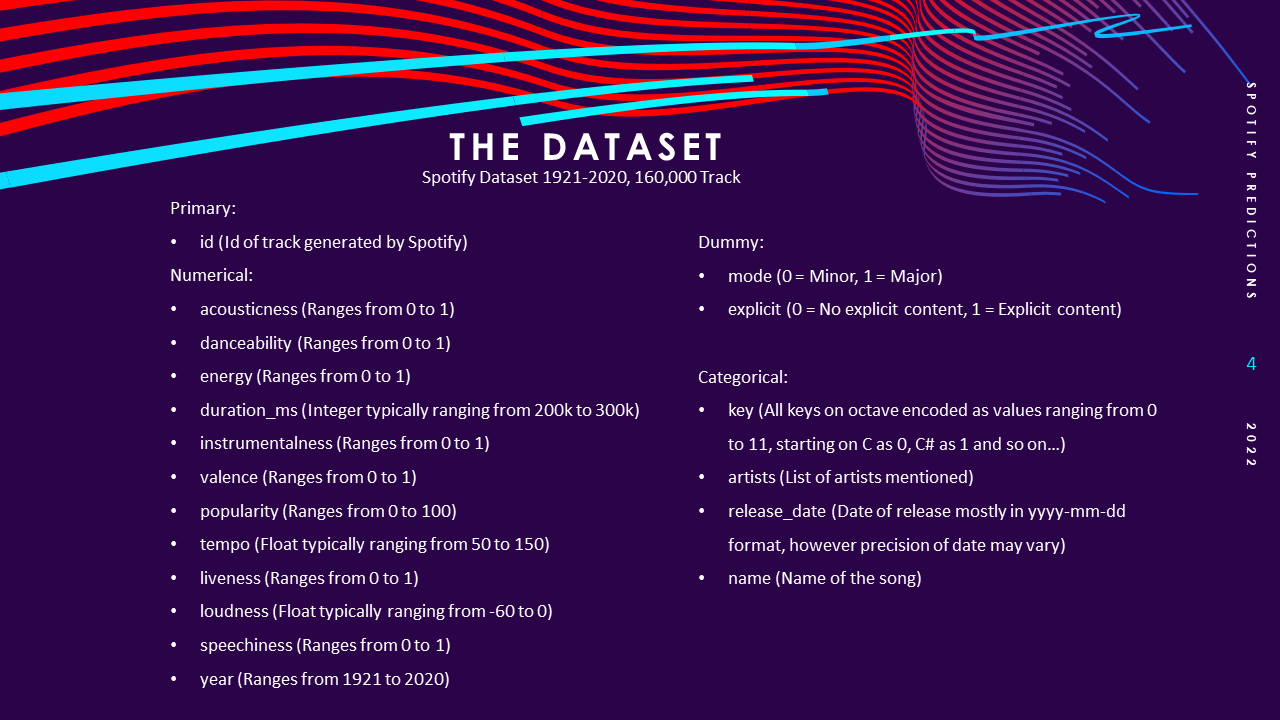 THE DATASET
Spotify Dataset 1921-2020, 160,000 Track
Primary:
• id (Id of track generated by Spotify)
Numerical:
• acousticness (Ranges from 0 to 1)
• danceability (Ranges from 0 to 1)
• energy (Ranges from 0 to 1)
• duration_ms (Integer typically ranging from 200k to 300k)
• instrumentalness (Ranges from 0 to 1)
• valence (Ranges from 0 to 1)
• popularity (Ranges from 0 to 100)
• tempo (Float typically ranging from 50 to 150)
• liveness (Ranges from 0 to 1)
• loudness (Float typically ranging from -60 to 0)
• speechiness (Ranges from 0 to 1)
• year (Ranges from 1921 to 2020)
Dummy:
• mode (0 = Minor, 1 = Major)
• explicit (0 = No explicit content, 1 = Explicit content)
Categorical:
• key (All keys on octave encoded as values ranging from 0
to 11, starting on C as 0, C# as 1 and so on…)
• artists (List of artists mentioned)
• release_date (Date of release mostly in yyyy-mm-dd
format, however precision of date may vary)
• name (Name of the song)
SPOTIFY PREDICTIONS
4
2022